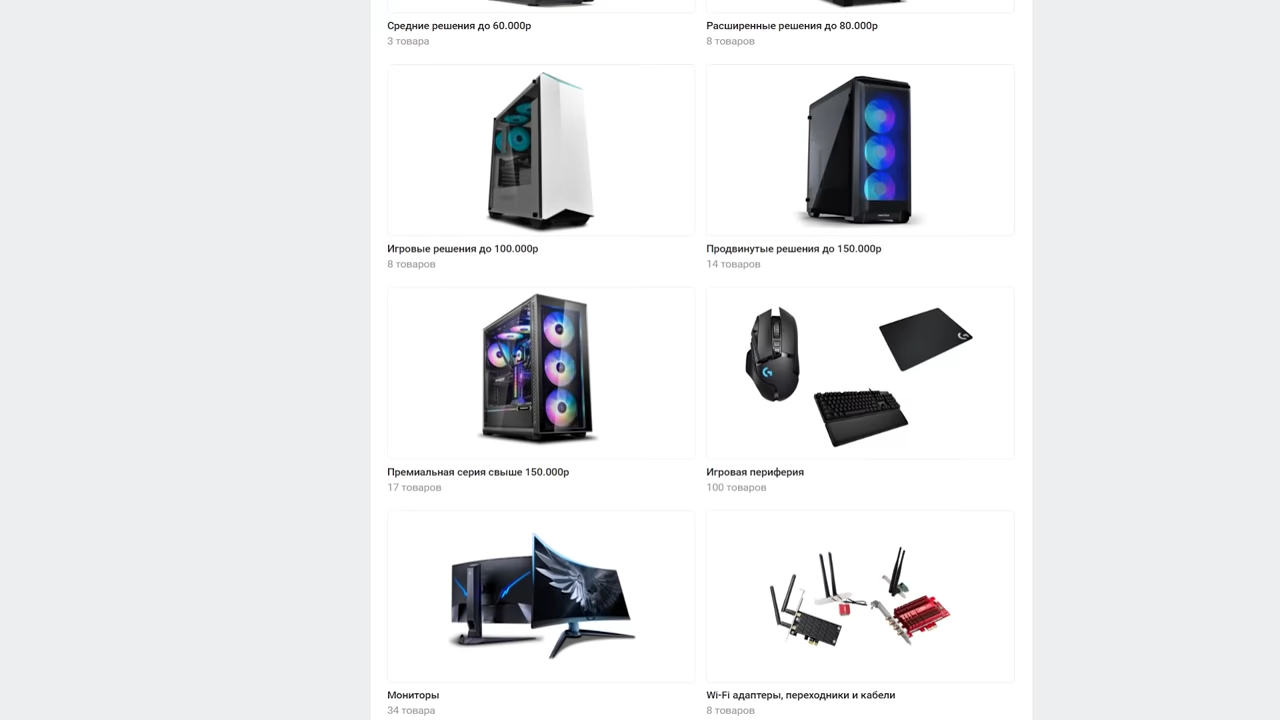 Средние решения до 60.000р
Расширенные решения до 80.000р
3 товара
8 товаров
Игровые решения до 100.000р
Продвинутые решения до 150.000р
8 товаров
14 товаров
Премиальная серия свыше 150.000р
Игровая периферия
17 товаров
100 товаров
Мониторы
Wi-Fi адаптеры, переходники и кабели
34 товара
8 товаров